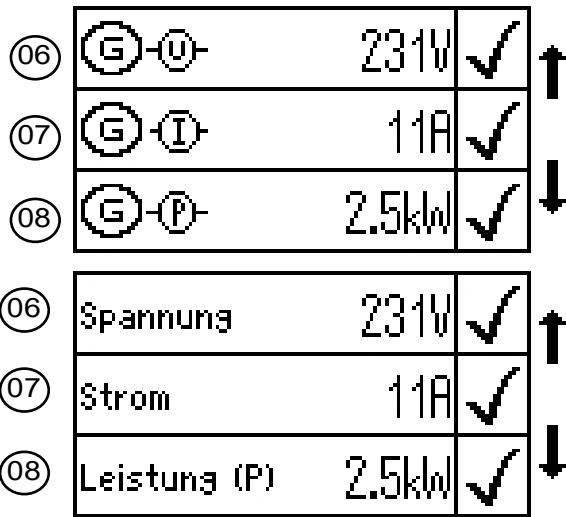 06 G U 231V
07 G I 11A
08 G P 2.5kW
06 Spannung 231V
07 Strom 11A
08 Leistung (P) 2.5kW